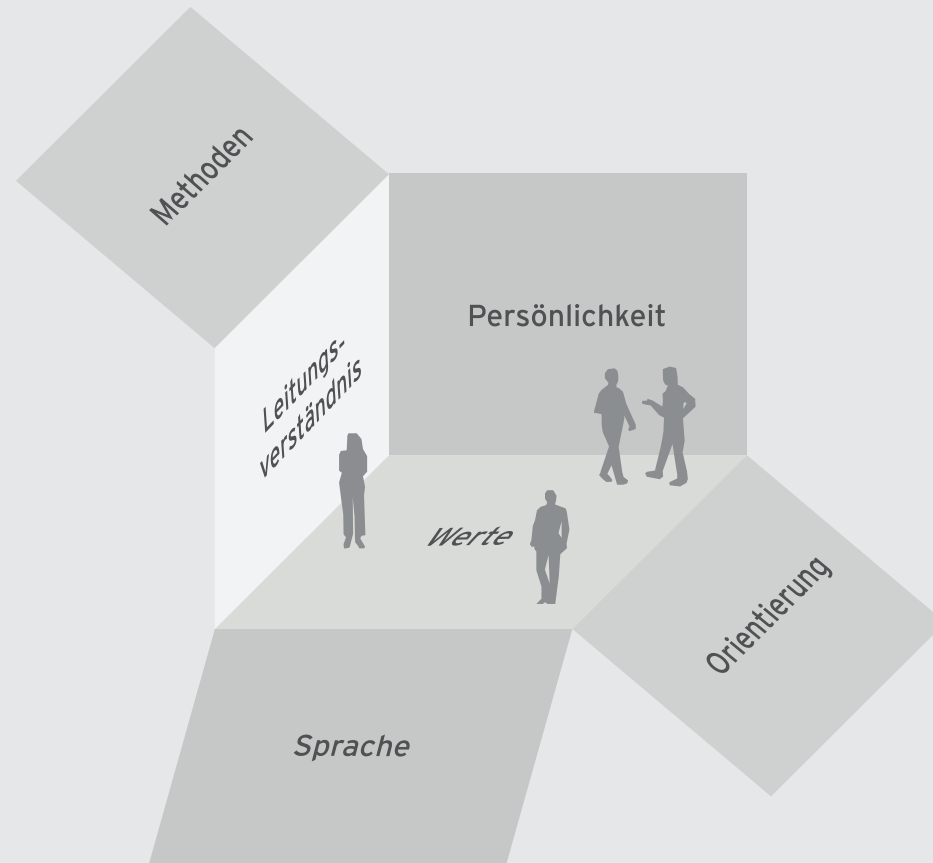 Methoden
Persönlichkeit
Leitungs-
verständnis
Werte
Orientierung
Sprache